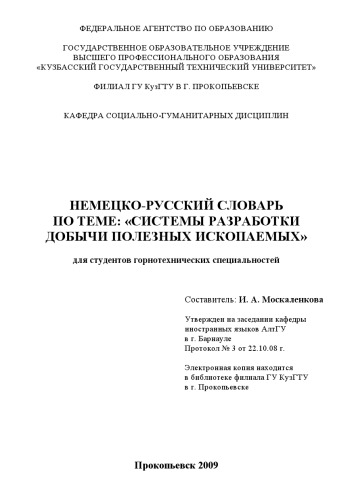 ФЕДЕРАЛЬНОЕ АГЕНТСТВО ПО ОБРАЗОВАНИЮ
ГОСУДАРСТВЕННОЕ ОБРАЗОВАТЕЛЬНОЕ УЧРЕЖДЕНИЕ
ВЫСШЕГО ПРОФЕССИОНАЛЬНОГО ОБРАЗОВАНИЯ
«КУЗБАССКИЙ ГОСУДАРСТВЕННЫЙ ТЕХНИЧЕСКИЙ УНИВЕРСИТЕТ»
ФИЛИАЛ ГУ КузГТУ В Г. ПРОКОПЬЕВСКЕ
КАФЕДРА СОЦИАЛЬНО-ГУМАНИТАРНЫХ ДИСЦИПЛИН
НЕМЕЦКО-РУССКИЙ СЛОВАРЬ
ПО ТЕМЕ: «СИСТЕМЫ РАЗРАБОТКИ
ДОБЫЧИ ПОЛЕЗНЫХ ИСКОПАЕМЫХ»
для студентов горнотехнических специальностей
Составитель: И. А. Москаленкова
Утвержден на заседании кафедры
иностранных языков АлтГУ
в г. Барнауле
Протокол № 3 от 22.10.08 г.
Электронная копия находится
в библиотеке филиала ГУ КузГТУ
в г. Прокопьевске
Прокопьевск 2009